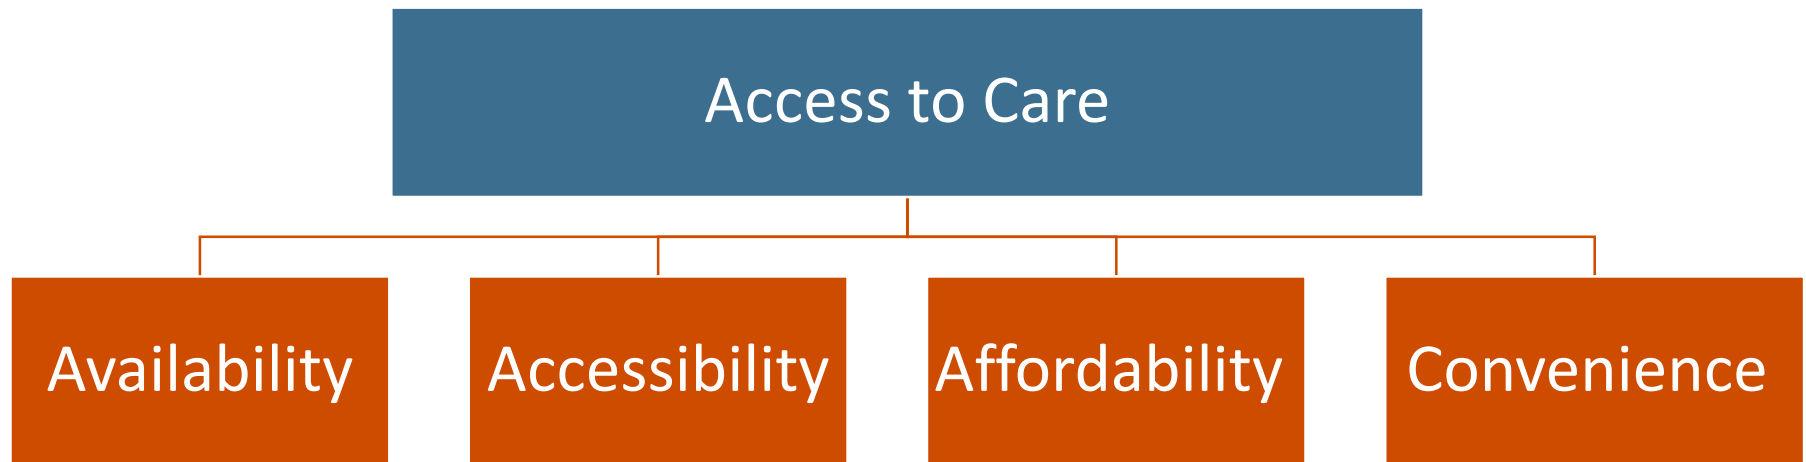 Access to Care
Availability
Accessibility
Affordability
Convenience